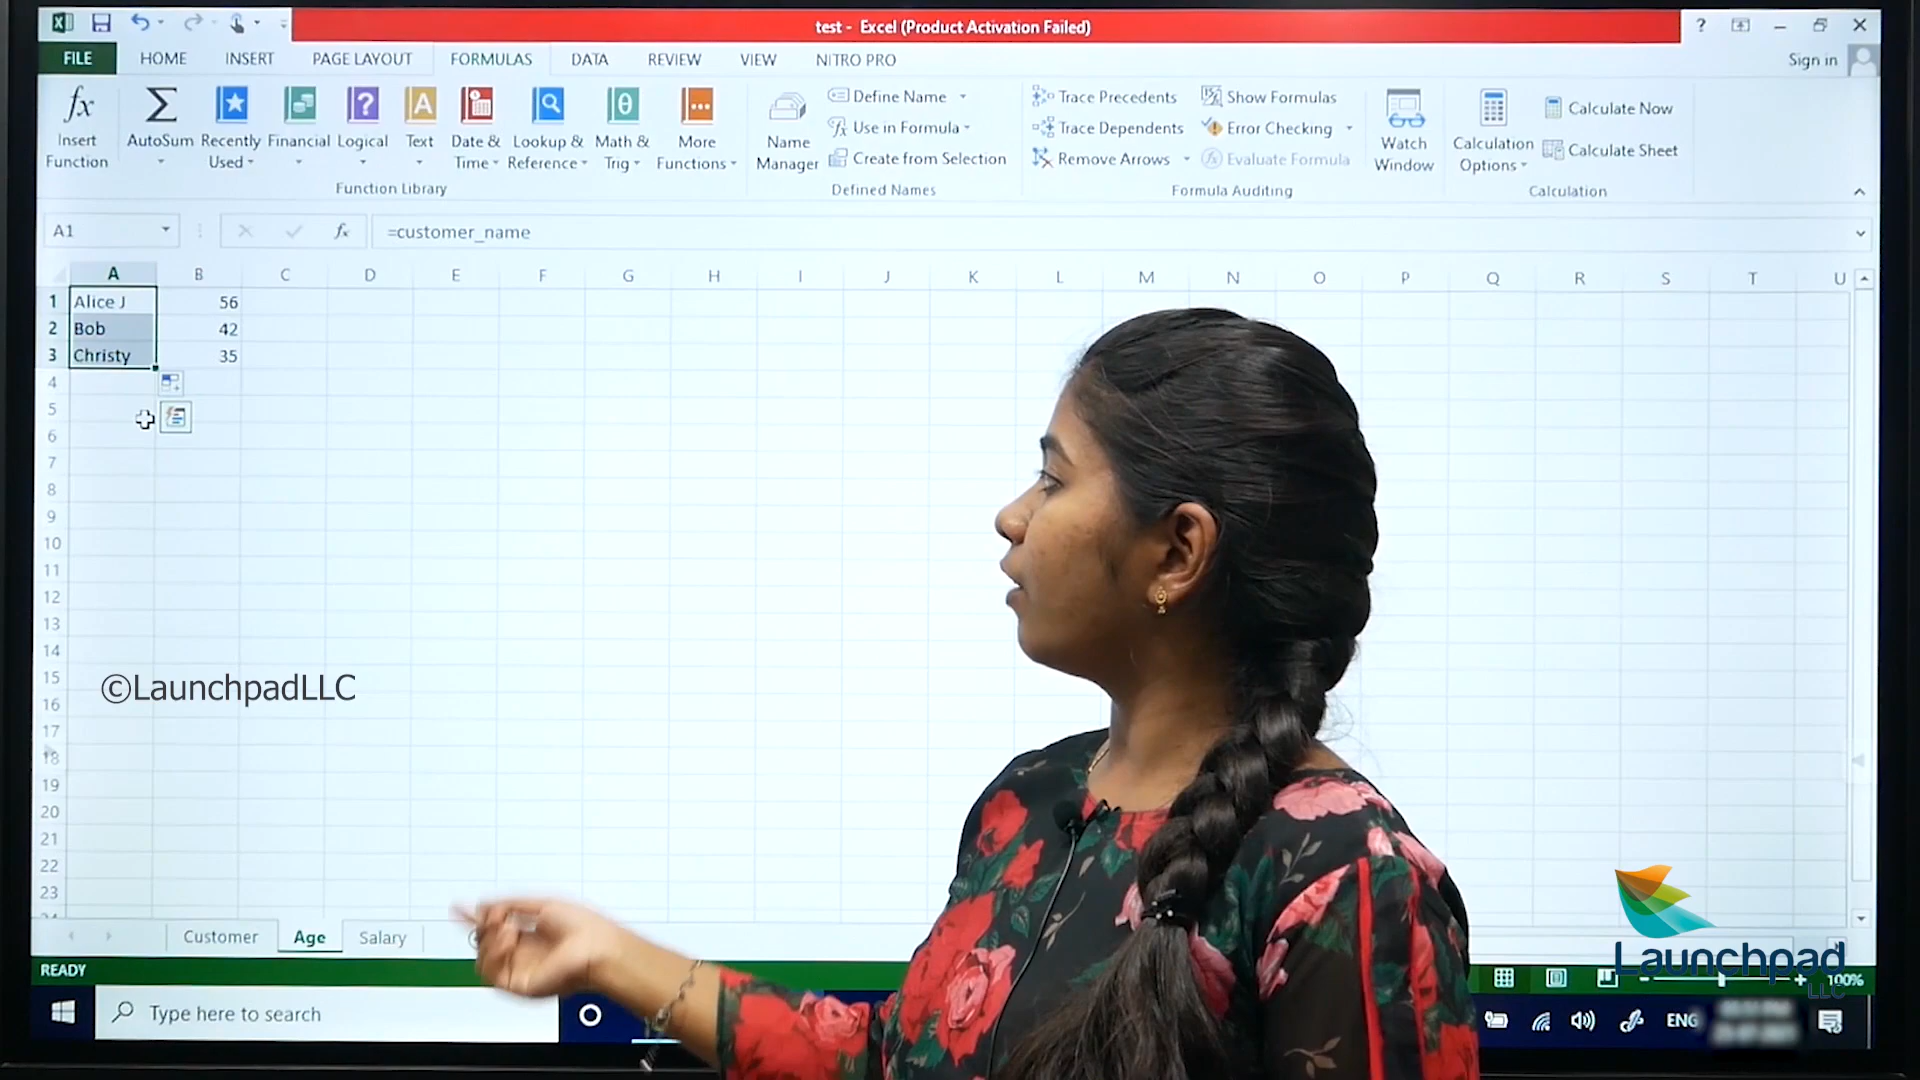 test - Excel (Product Activation Failed)
?
FILE HOME INSERT PAGE LAYOUT FORMULAS DATA REVIEW VIEW NITRO PRO Sign in
fx Insert Function
AutoSum
Recently Used
Financial
Logical
Text
Date & Time
Lookup & Reference
Math & Trig
More Functions
Function Library
Name Manager
Define Name
Use in Formula
Create from Selection
Defined Names
Trace Precedents
Trace Dependents
Remove Arrows
Show Formulas
Error Checking
Evaluate Formula
Formula Auditing
Watch Window
Calculation Options
Calculate Now
Calculate Sheet
Calculation
A1 fx =customer_name
A B C D E F G H I J K L M N O P Q R S T U
1 Alice J 56
2 Bob 42
3 Christy 35
4
5
6
7
8
9
10
11
12
13
14
15
©LaunchpadLLC
16
17
18
19
20
21
22
23
Customer Age Salary
Launchpad
LLC
READY
100%
Type here to search
ENG